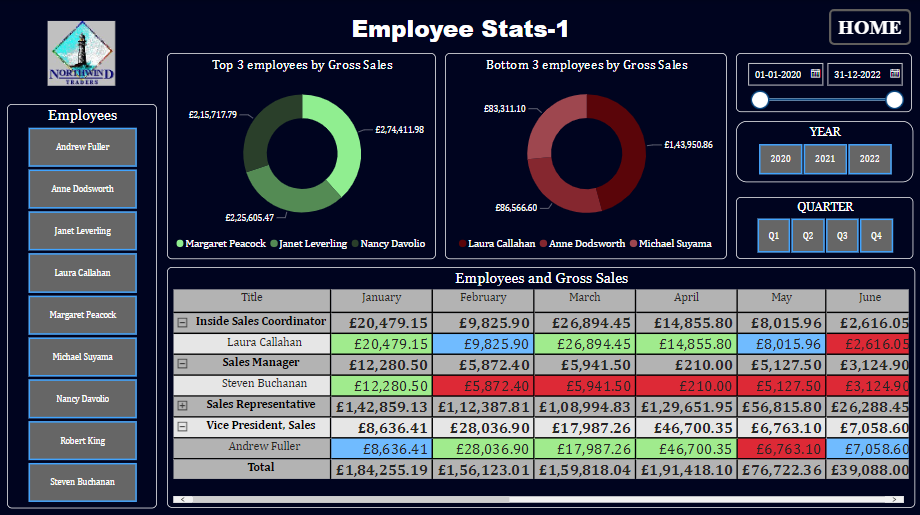 Employee Stats-1
HOME
NORTHWIND
TRADERS
Employees
Andrew Fuller
Anne Dodsworth
Janet Leverling
Laura Callahan
Margaret Peacock
Michael Suyama
Nancy Davolio
Robert King
Steven Buchanan
Top 3 employees by Gross Sales
£2,15,717.79
£2,74,411.98
£2,25,605.47
Margaret Peacock Janet Leverling Nancy Davolio
Bottom 3 employees by Gross Sales
£83,311.10
£1,43,950.86
£86,566.60
Laura Callahan Anne Dodsworth Michael Suyama
01-01-2020 31-12-2022
YEAR
2020 2021 2022
QUARTER
Q1 Q2 Q3 Q4
Employees and Gross Sales
Title January February March April May June
Inside Sales Coordinator £20,479.15 £9,825.90 £26,894.45 £14,855.80 £8,015.96 £2,616.05
Laura Callahan £20,479.15 £9,825.90 £26,894.45 £14,855.80 £8,015.96 £2,616.05
Sales Manager £12,280.50 £5,872.40 £5,941.50 £210.00 £5,127.50 £3,124.90
Steven Buchanan £12,280.50 £5,872.40 £5,941.50 £210.00 £5,127.50 £3,124.90
Sales Representative £1,42,859.13 £1,12,387.81 £1,08,994.83 £1,29,651.95 £56,815.80 £26,288.45
Vice President, Sales £8,636.41 £28,036.90 £17,987.26 £46,700.35 £6,763.10 £7,058.60
Andrew Fuller £8,636.41 £28,036.90 £17,987.26 £46,700.35 £6,763.10 £7,058.60
Total £1,84,255.19 £1,56,123.01 £1,59,818.04 £1,91,418.10 £76,722.36 £39,088.00